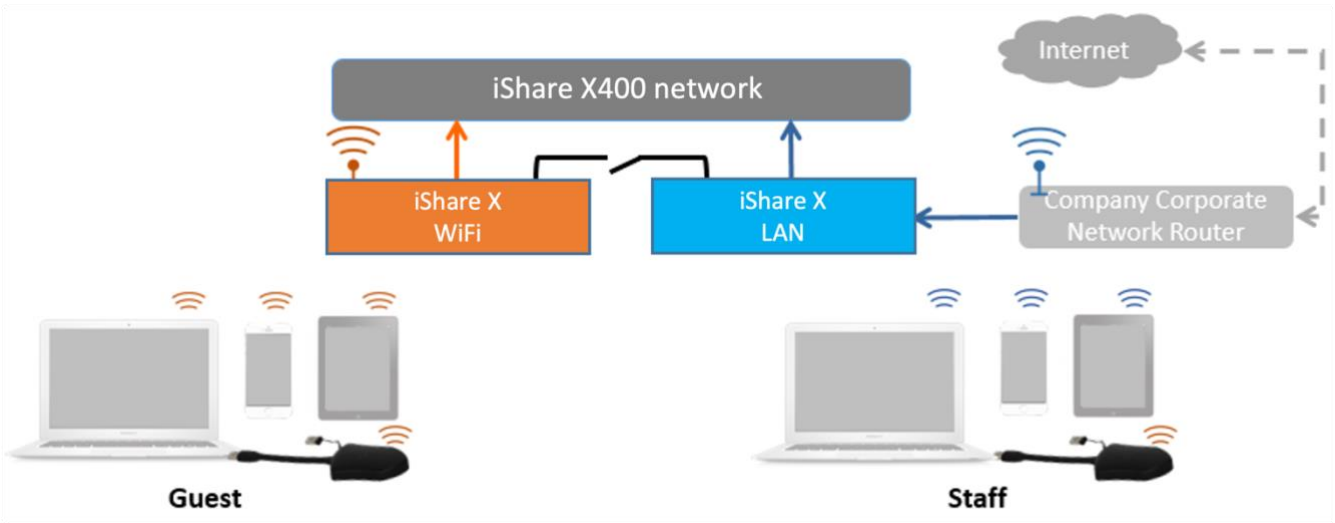 Internet
iShare X400 network
iShare X
WiFi
iShare X
LAN
Company Corporate
Network Router
Guest
Staff